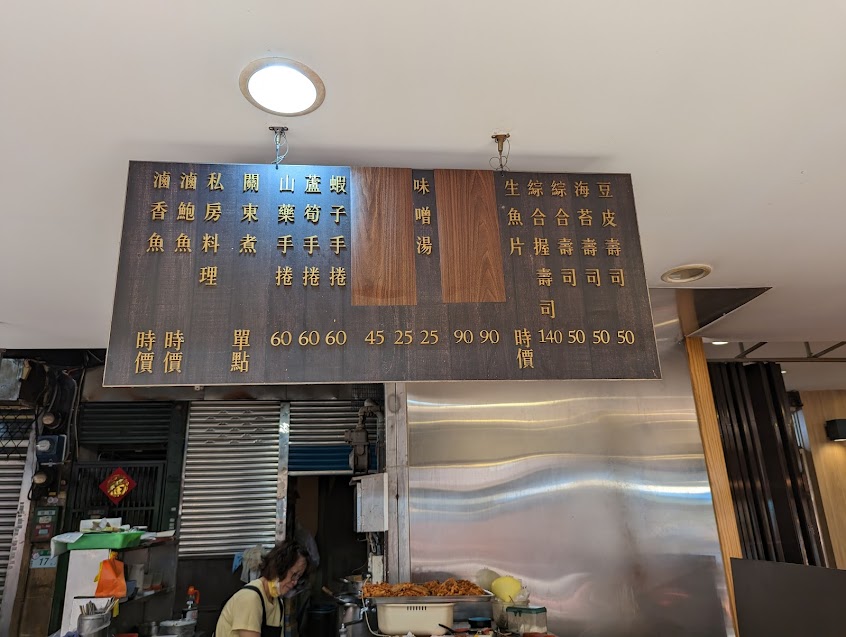 豆皮壽司
50
海苔壽司
50
綜合壽司
50
綜合握壽司
140
生魚片
時價
90
90
味噌湯
25
25
45
蝦子手捲
60
蘆筍手捲
60
山藥手捲
60
關東煮
單點
私房料理
滷鮑魚
時價
滷香魚
時價
17